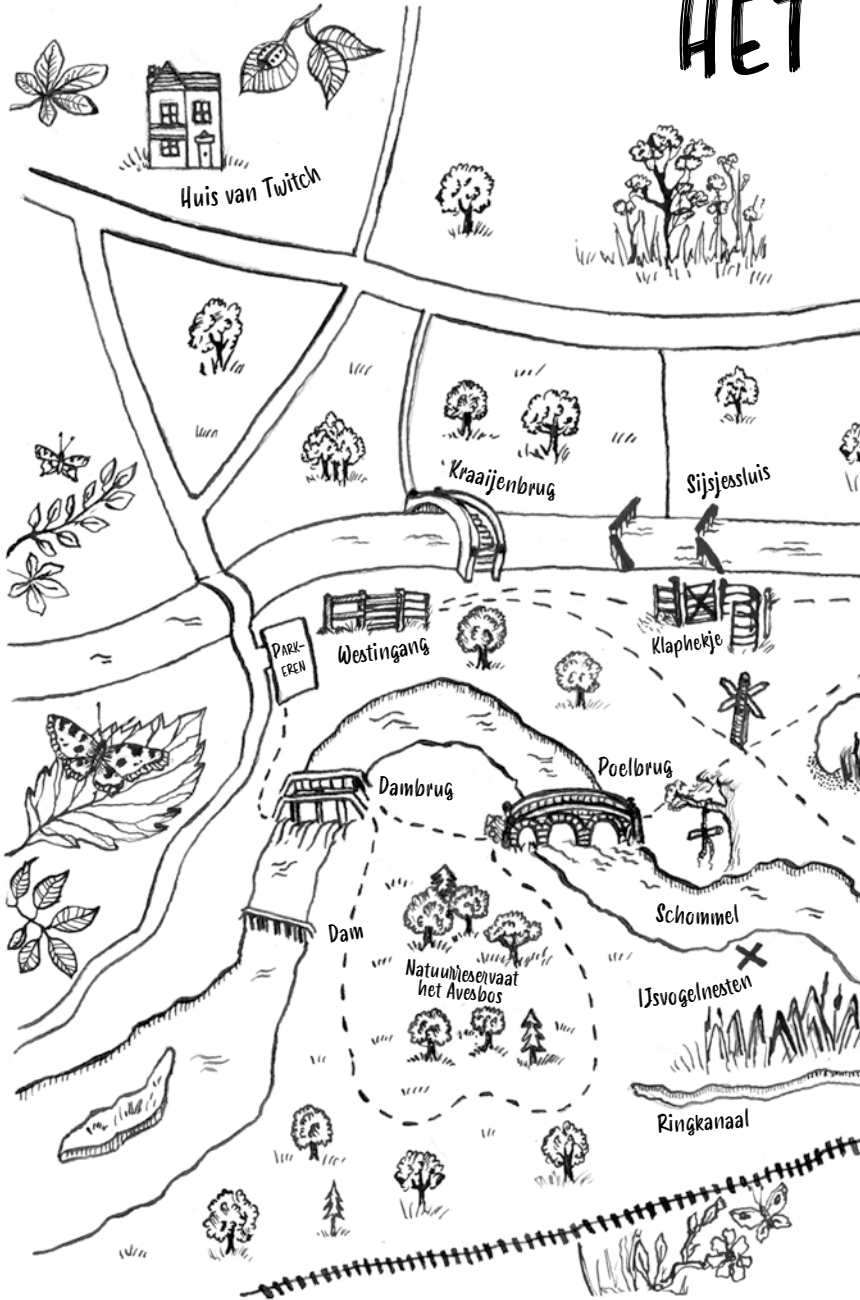 HET
Huis van Twitch
Kraaijenbrug
Sijsjessluis
PARK-
EREN
Westingang
Klaphekje
Dambrug
Poelbrug
Schommel
Dam
Natuurreservaat
het Avesbos
IJsvogelnesten
Ringkanaal